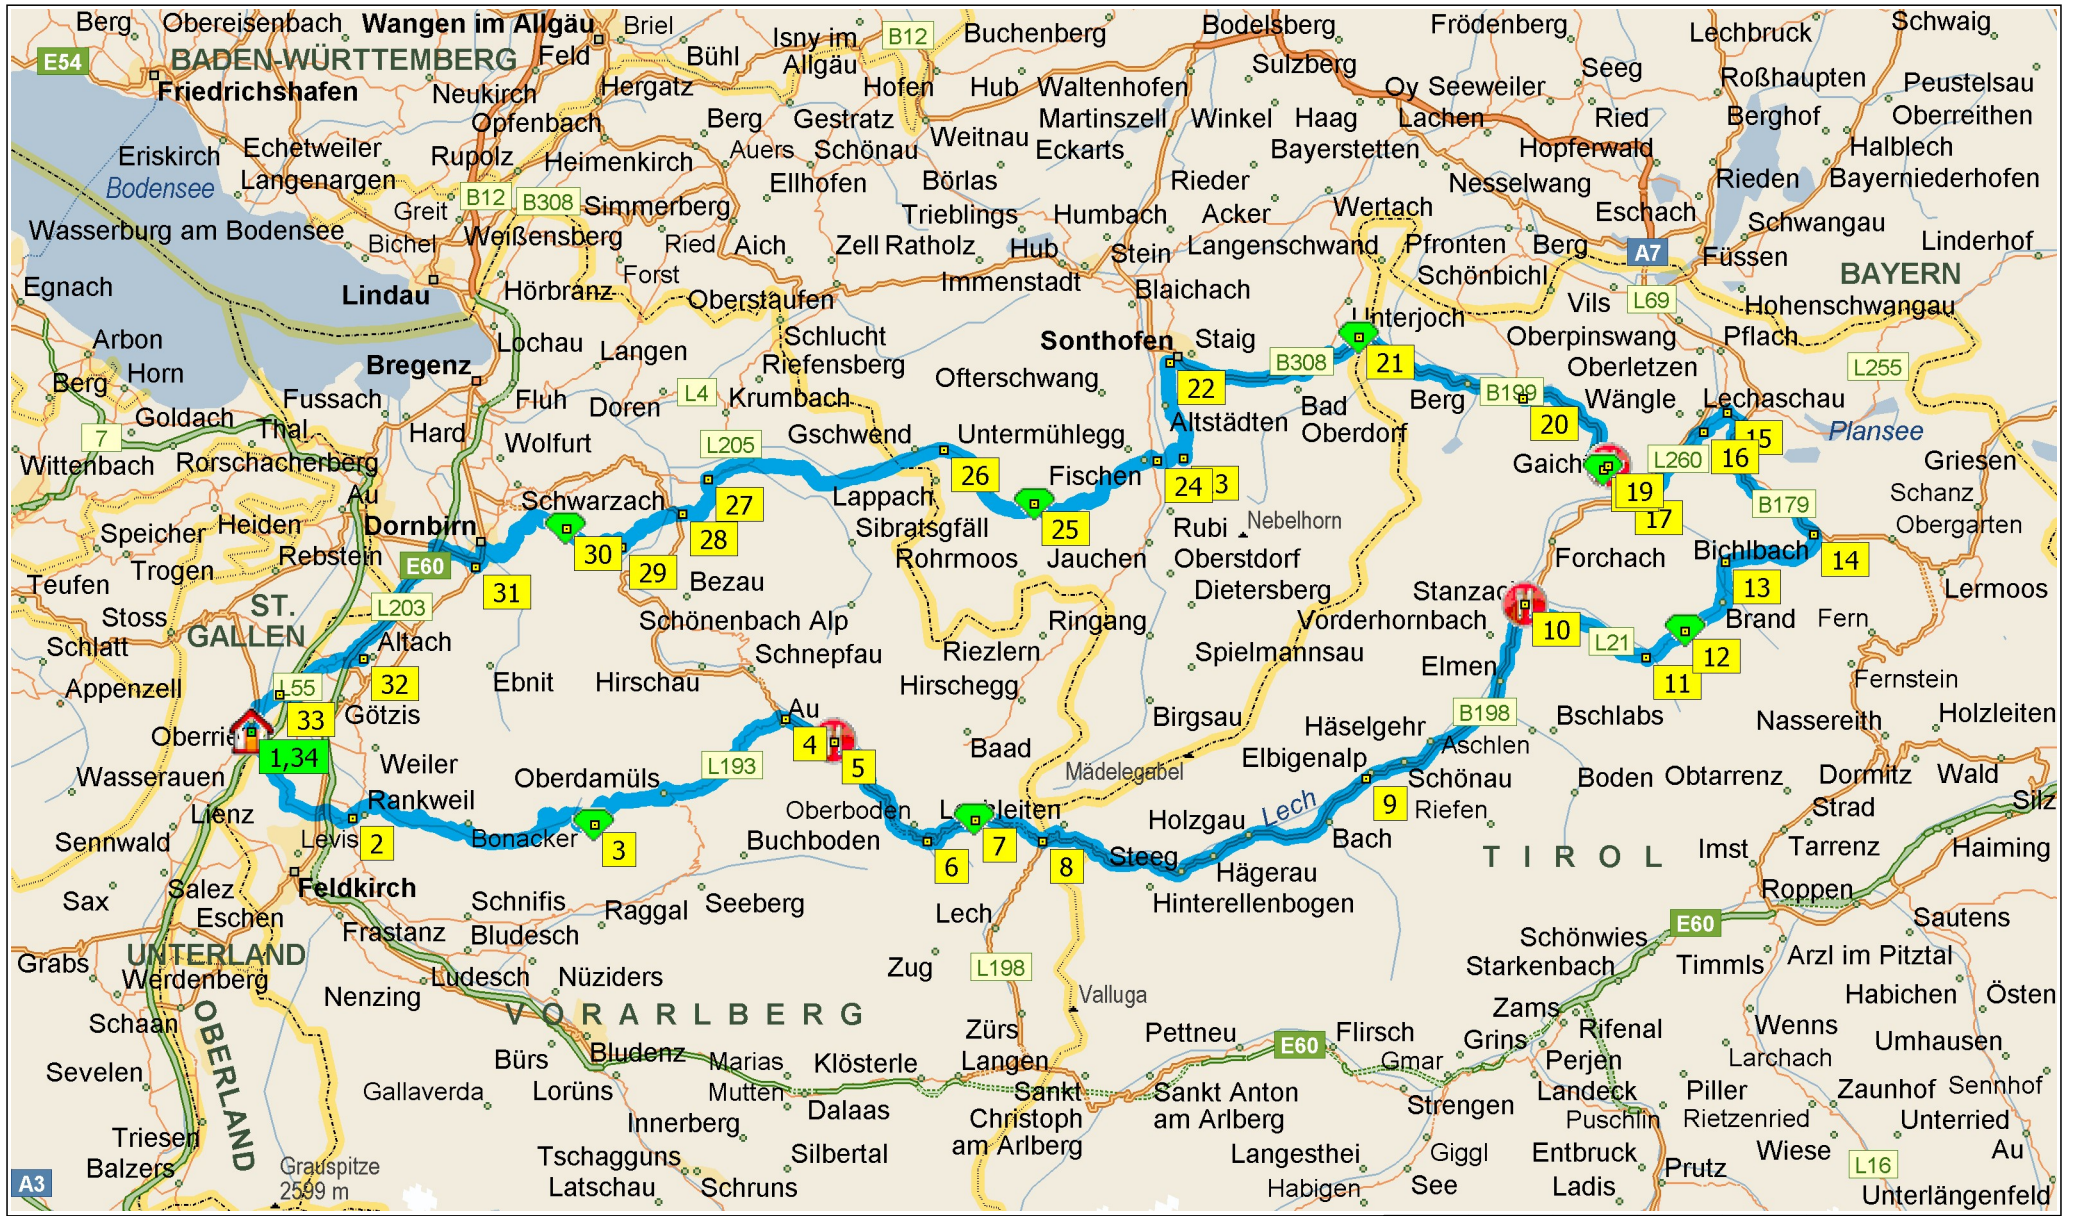 Berg
Obereisenbach
Wangen im Allgäu
Briel
Isny im
Allgäu
B12
Buchenberg
Bodelsberg
Frödenberg
Lechbruck
Schwaig
E54
BADEN-WÜRTTEMBERG
Feld
Bühl
Sulzberg
Seeg
Roßhaupten
Peustelsau
Friedrichshafen
Neukirch
Hergatz
Hofen
Hub
Waltenhofen
Oy
Seeweiler
Opfenbach
Berg
Gestratz
Martinszell
Winkel
Haag
Lachen
Ried
Berghof
Oberreithen
Eriskirch
Echetweiler
Rupolz
Heimenkirch
Auers
Schönau
Weitnau
Eckarts
Bayerstetten
Hopferwald
Halblech
Bodensee
Langenargen
B12
B308
Ellhofen
Börlas
Rieder
Nesselwang
Rieden
Bayerniederhofen
Greit
Simmerberg
Trieblings
Humbach
Acker
Wertach
Eschach
Schwangau
Wasserburg am Bodensee
Bichel
Weißensberg
Ried
Aich
Zell
Ratholz
Hub
Stein
Langenschwand
Pfronten
Berg
A7
Füssen
Linderhof
Egnach
Forst
Immenstadt
Schönbichl
BAYERN
Lindau
Hörbranz
Oberstaufen
Blaichach
Vils
L69
Hohenschwangau
Arbon
Lochau
Langen
Schlucht
Sonthofen
Staig
Unterjoch
Oberpinswang
Pflach
Horn
Bregenz
Riefensberg
B308
21
Oberletzen
L255
Berg
Fussach
Fluh
Doren
L4
Krumbach
Ofterschwang
22
Berg
B199
Wängle
Lechaschau
Goldach
Thal
Hard
Wolfurt
Altstädten
Bad
Oberdorf
20
15
Plansee
7
L205
Gschwend
Untermühlegg
16
Wittenbach
Rorschacherberg
26
Fischen
24
3
Gaich
L260
Griesen
Au
Schwarzach
27
Lappach
19
17
B179
Schanz
Speicher
Heiden
Dornbirn
28
Sibratsgfäll
25
Rubi
Nebelhorn
Obergarten
Rebstein
30
Rohrmoos
Jauchen
Oberstdorf
Forchach
Bichlbach
14
Trogen
E60
29
Bezau
Dietersberg
Stanzac
13
Lermoos
Teufen
31
ST.
GALLEN
L203
Stoss
Schönenbach Alp
Ringang
Vorderhornbach
10
Brand
Fern
Schlatt
Altach
Schnepfau
Riezlern
Spielmannsau
L21
12
Appenzell
L55
32
Ebnit
Hirschau
Hirschegg
Elmen
11
Fernstein
33
Götzis
Au
Birgsau
Häselgehr
B198
Bschlabs
Nassereith
Holzleiten
Oberrie
1,34
4
Baad
Aschlen
Wasserauen
Weiler
Oberdamüls
L193
5
Mädelegabel
Elbigenalp
Schönau
Boden
Obtarrenz
Dormitz
Wald
Lienz
Rankweil
Oberboden
Holzgau
Lech
9
Riefen
Strad
Silz
Sennwald
Levis
2
Bonacker
3
Buchboden
6
7
8
Steeg
Bach
TIROL
Imst
Tarrenz
Haiming
Sax
Salez
Feldkirch
Schnifis
Hägerau
Roppen
Eschen
Raggal
Seeberg
Lech
Hinterellenbogen
E60
Sautens
UNTERLAND
Frastanz
Bludesch
Schönwies
Grabs
Werdenberg
Ludesch
Nüziders
Zug
L198
Starkenbach
Timmls
Arzl im Pitztal
Nenzing
Valluga
Habichen
Östen
OBERLAND
VORARLBERG
Zams
Schaan
Zürs
Pettneu
E60
Flirsch
Grins
Rifenal
Wenns
Umhausen
Bürs
Bludenz
Marias
Klösterle
Langen
Gmar
Perjen
Larchach
Sevelen
Gallaverda
Lorüns
Mutten
Dalaas
Sankt
Christoph
am Arlberg
Sankt Anton
am Arlberg
Strengen
Landeck
Piller
Zaunhof
Sennhof
Innerberg
Puschlin
Rietzenried
Unterried
Triesen
Tschagguns
Silbertal
Langesthei
Giggl
Entbruck
Wiese
Au
A3
Balzers
Grauspitze
2599 m
Latschau
Schruns
Habigen
See
Ladis
Prutz
L16
Unterlängenfeld